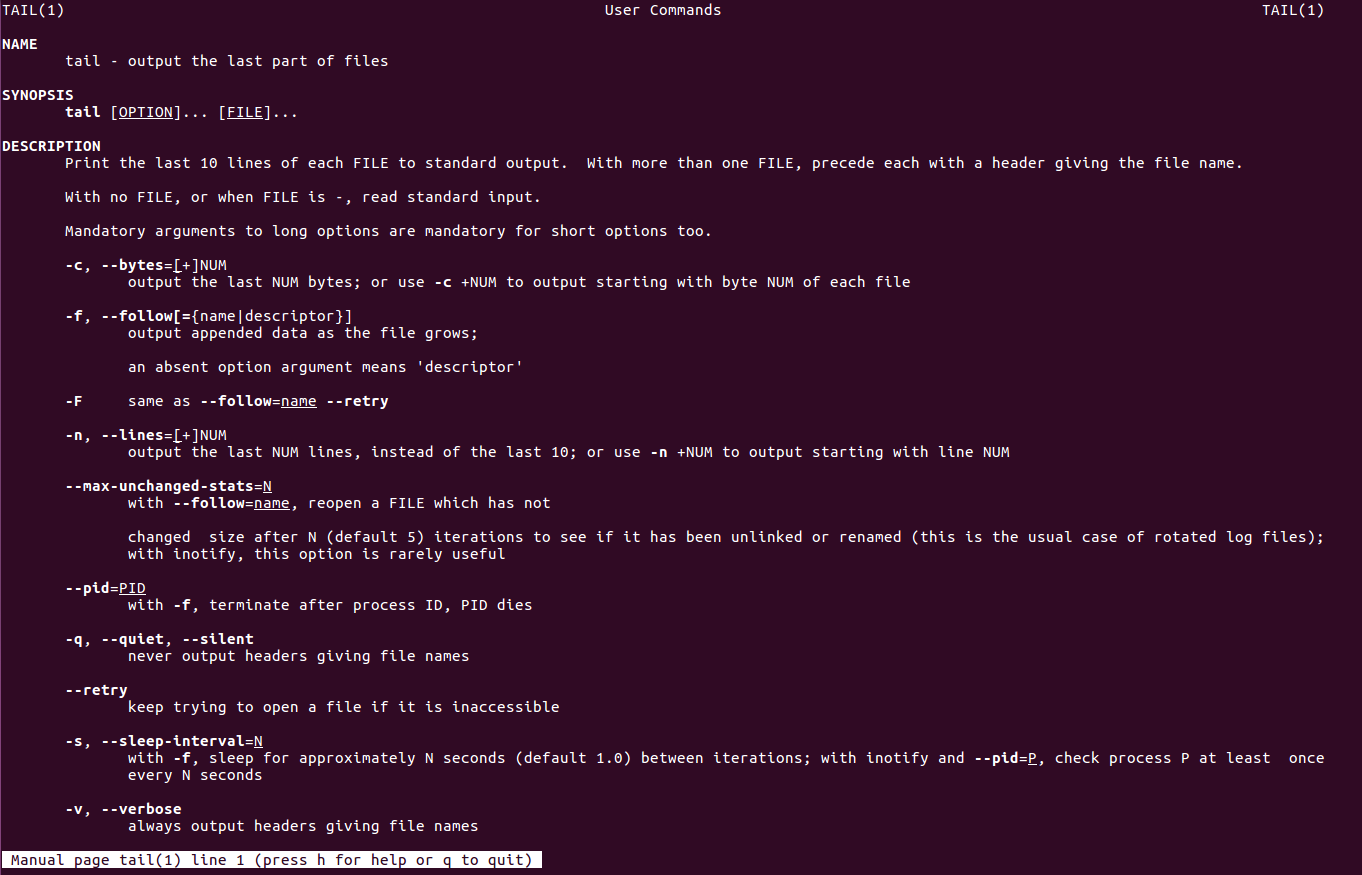 TAIL(1) User Commands TAIL(1)
NAME
tail - output the last part of files
SYNOPSIS
tail [OPTION]... [FILE]...
DESCRIPTION
Print the last 10 lines of each FILE to standard output.  With more than one FILE, precede each with a header giving the file name.
With no FILE, or when FILE is -, read standard input.
Mandatory arguments to long options are mandatory for short options too.
-c, --bytes=[+]NUM
output the last NUM bytes; or use -c +NUM to output starting with byte NUM of each file
-f, --follow[={name|descriptor}]
output appended data as the file grows;
an absent option argument means 'descriptor'
-F     same as --follow=name --retry
-n, --lines=[+]NUM
output the last NUM lines, instead of the last 10; or use -n +NUM to output starting with line NUM
--max-unchanged-stats=N
with --follow=name, reopen a FILE which has not
changed  size after N (default 5) iterations to see if it has been unlinked or renamed (this is the usual case of rotated log files);
with inotify, this option is rarely useful
--pid=PID
with -f, terminate after process ID, PID dies
-q, --quiet, --silent
never output headers giving file names
--retry
keep trying to open a file if it is inaccessible
-s, --sleep-interval=N
with -f, sleep for approximately N seconds (default 1.0) between iterations; with inotify and --pid=P, check process P at least  once
every N seconds
-v, --verbose
always output headers giving file names
Manual page tail(1) line 1 (press h for help or q to quit)